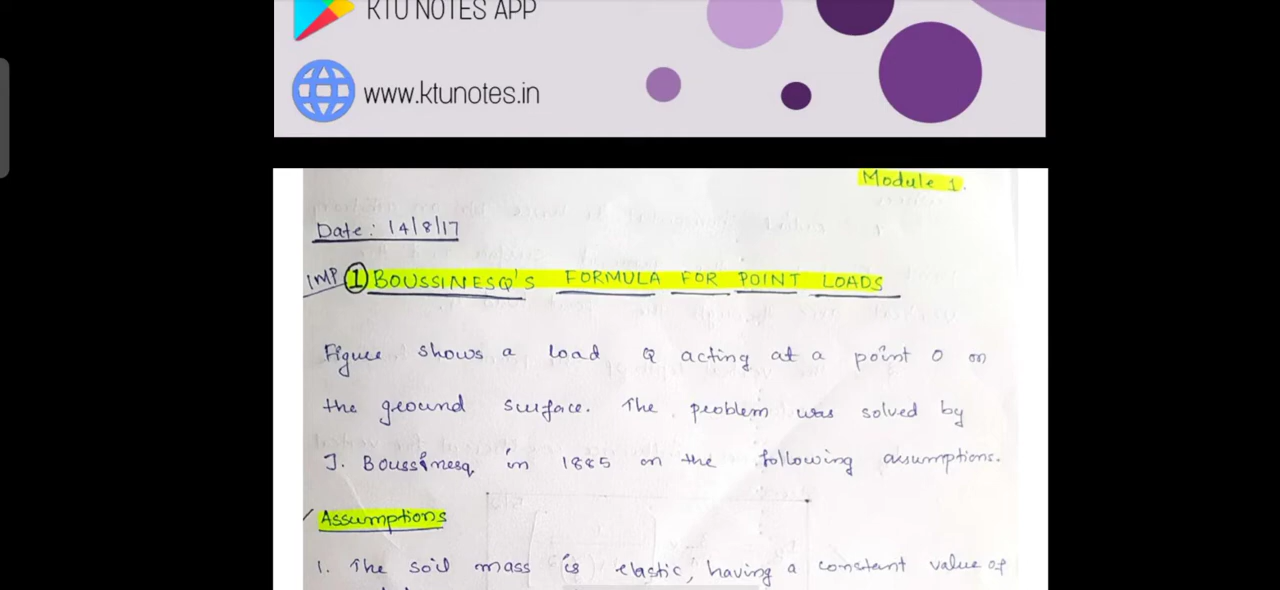 KTU NOTES APP
www.ktunotes.in
Module 1.
Date: 14/8/17
IMP ① BOUSSINESQ'S FORMULA FOR POINT LOADS
Figure shows a load Q acting at a point O on
the ground surface. The problem was solved by
J. Boussinesq in 1885 on the following assumptions.
Assumptions
1. The soil mass is elastic, having a constant value of